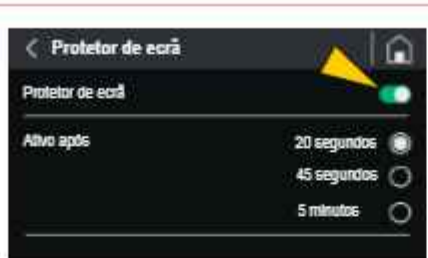 Protetor de ecrã
Protetor de ecrã
Ativo após
20 segundos
45 segundos
5 minutos